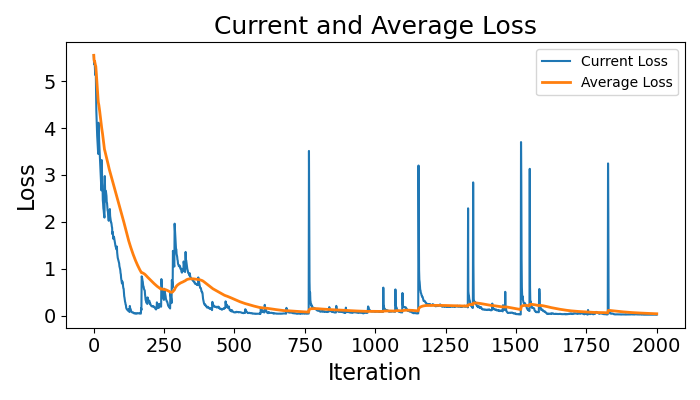 Current and Average Loss
Current Loss
Average Loss
Loss
5
4
3
2
1
0
0 250 500 750 1000 1250 1500 1750 2000
Iteration